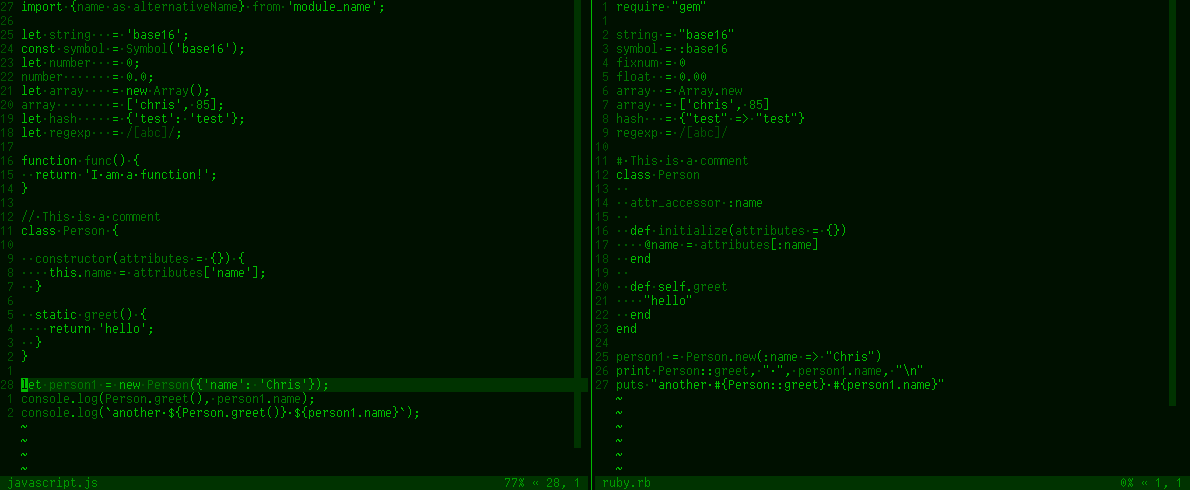 27 import {name as alternativeName} from 'module_name';
26
25 let string   = 'base16';
24 const symbol = Symbol('base16');
23 let number   = 0;
22 number       = 0.0;
21 let array    = new Array();
20 array        = ['chris', 85];
19 let hash     = {'test': 'test'};
18 let regexp   = /[abc]/;
17
16 function func() {
15   return 'I am a function!';
14 }
13
12 // This is a comment
11 class Person {
10
9   constructor(attributes = {}) {
8     this.name = attributes['name'];
7   }
6
5   static greet() {
4     return 'hello';
3   }
2 }
1
28 let person1 = new Person({'name': 'Chris'});
1 console.log(Person.greet(), person1.name);
2 console.log(`another ${Person.greet()} ${person1.name}`);
~
~
~
~
javascript.js 77% « 28, 1
1 require "gem"
1
2 string = "base16"
3 symbol = :base16
4 fixnum = 0
5 float  = 0.00
6 array  = Array.new
7 array  = ['chris', 85]
8 hash   = {"test" => "test"}
9 regexp = /[abc]/
10
11 # This is a comment
12 class Person
13
14   attr_accessor :name
15
16   def initialize(attributes = {})
17     @name = attributes[:name]
18   end
19
20   def self.greet
21     "hello"
22   end
23 end
24
25 person1 = Person.new(:name => "Chris")
26 print Person::greet, " ", person1.name, "\n"
27 puts "another #{Person::greet} #{person1.name}"
~
~
~
~
~
~
ruby.rb 0% « 1, 1